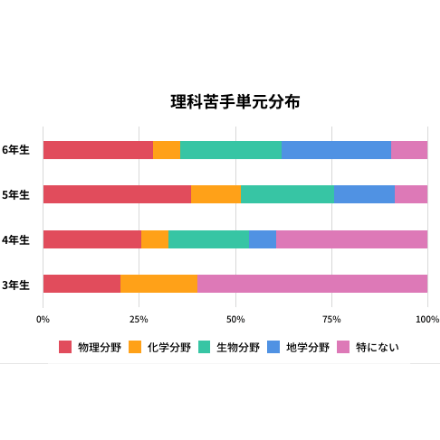 理科苦手単元分布
6年生
5年生
4年生
3年生
0% 25% 50% 75% 100%
物理分野 化学分野 生物分野 地学分野 特にない